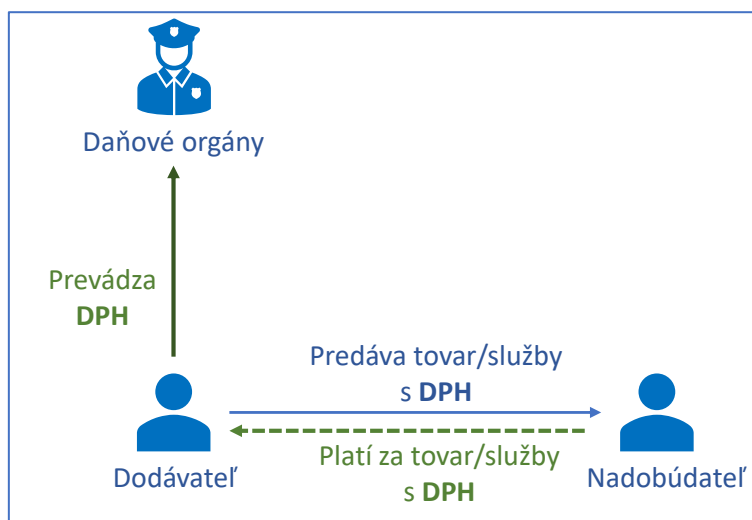 Daňové orgány
Prevádza
DPH
Predáva tovar/služby
s DPH
Platí za tovar/služby
s DPH
Dodávateľ
Nadobúdateľ